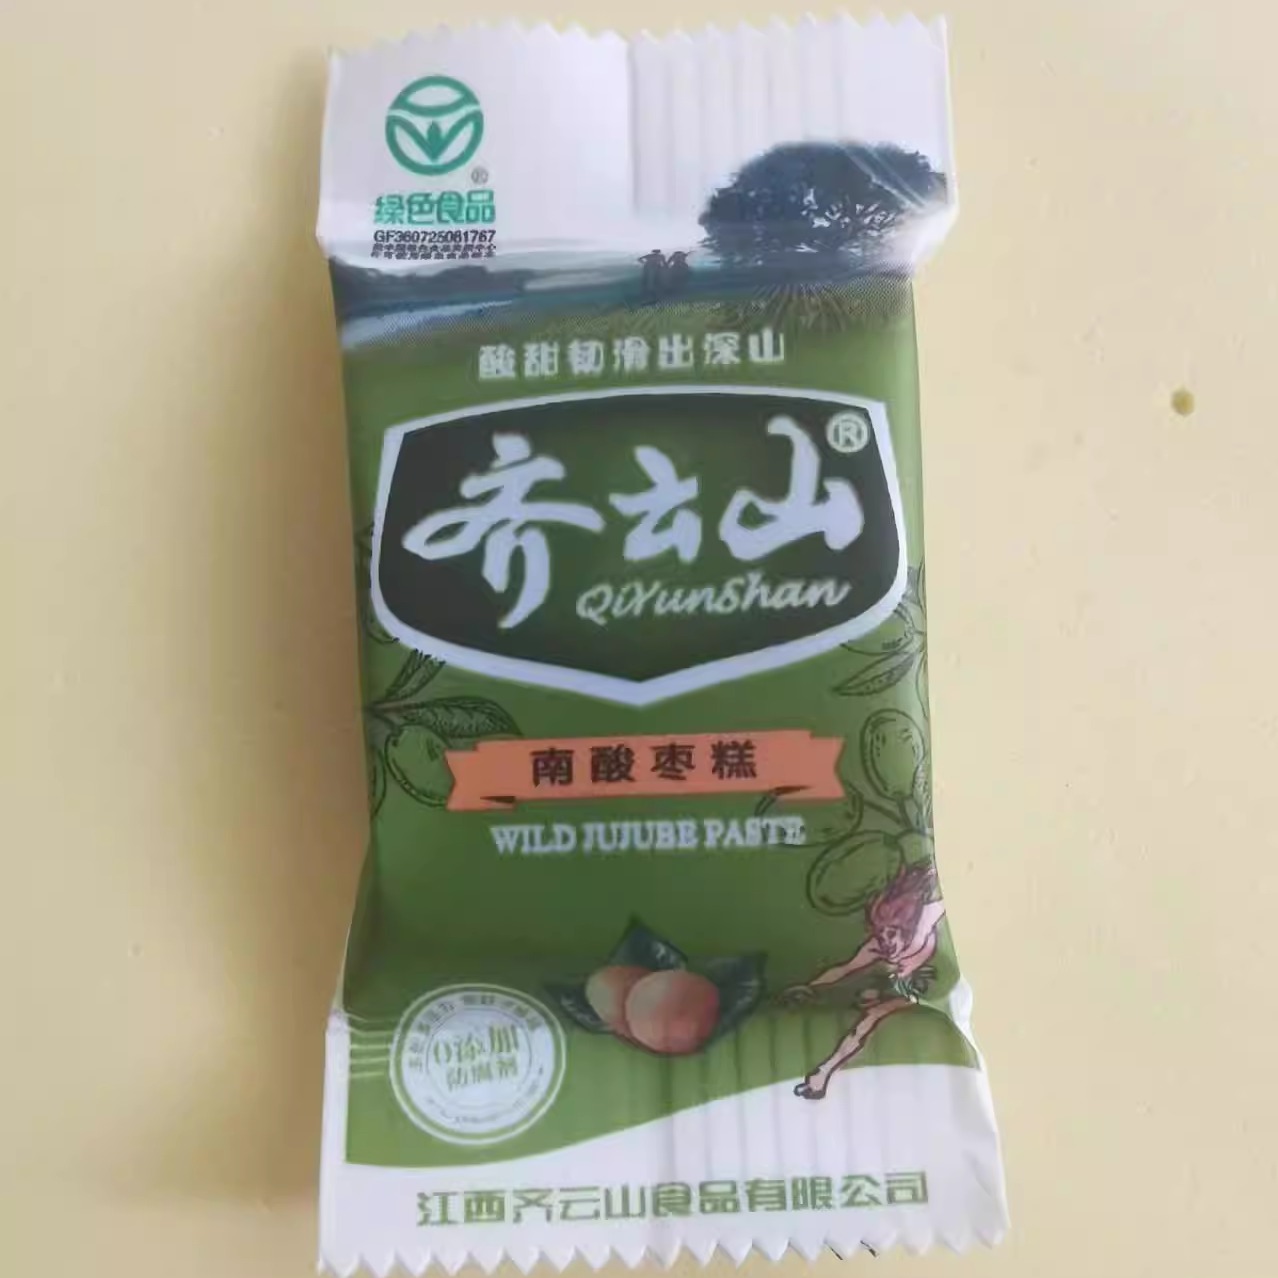 ®
绿色食品
GF360725081767
酸甜韧滑出深山
齐云山®
QiYunShan
南酸枣糕
WILD JUJUBE PASTE
0添加
防腐剂
江西齐云山食品有限公司